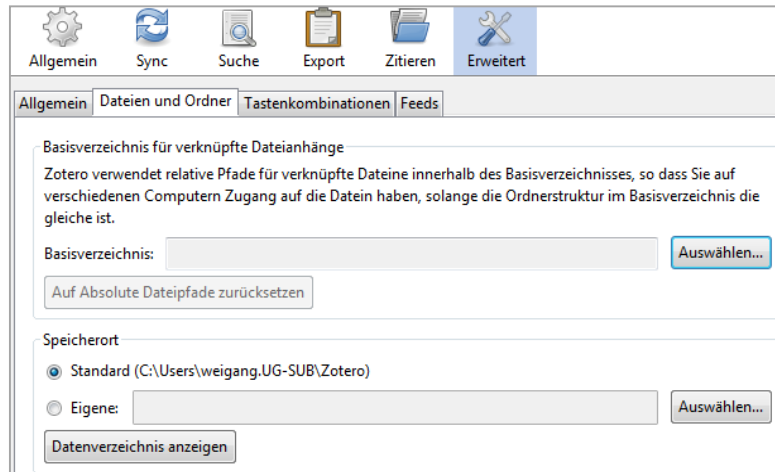 Allgemein Sync Suche Export Zitieren Erweitert
Allgemein Dateien und Ordner Tastenkombinationen Feeds
Basisverzeichnis für verknüpfte Dateianhänge
Zotero verwendet relative Pfade für verknüpfte Dateine innerhalb des Basisverzeichnisses, so dass Sie auf
verschiedenen Computern Zugang auf die Datein haben, solange die Ordnerstruktur im Basisverzeichnis die
gleiche ist.
Basisverzeichnis: Auswählen...
Auf Absolute Dateipfade zurücksetzen
Speicherort
Standard (C:\Users\weigang.UG-SUB\Zotero)
Eigene: Auswählen...
Datenverzeichnis anzeigen